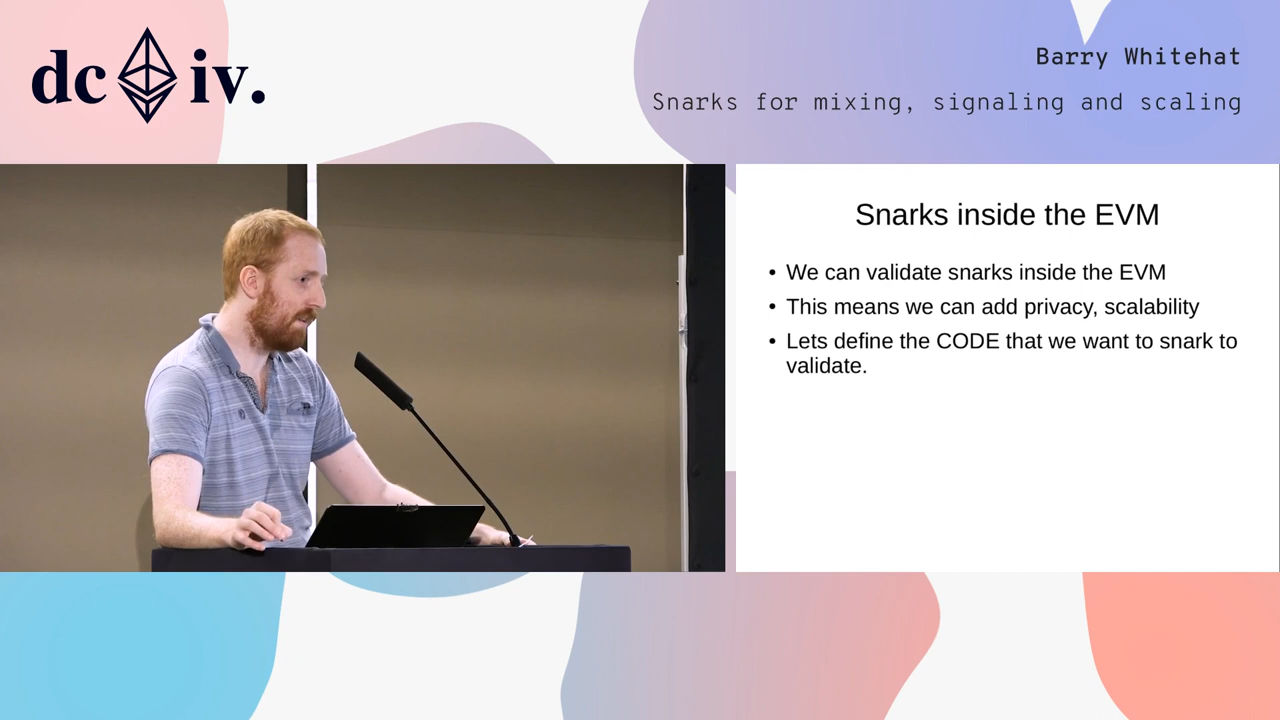 dc iv.
Barry Whitehat
Snarks for mixing, signaling and scaling
Snarks inside the EVM
• We can validate snarks inside the EVM
• This means we can add privacy, scalability
• Lets define the CODE that we want to snark to
validate.